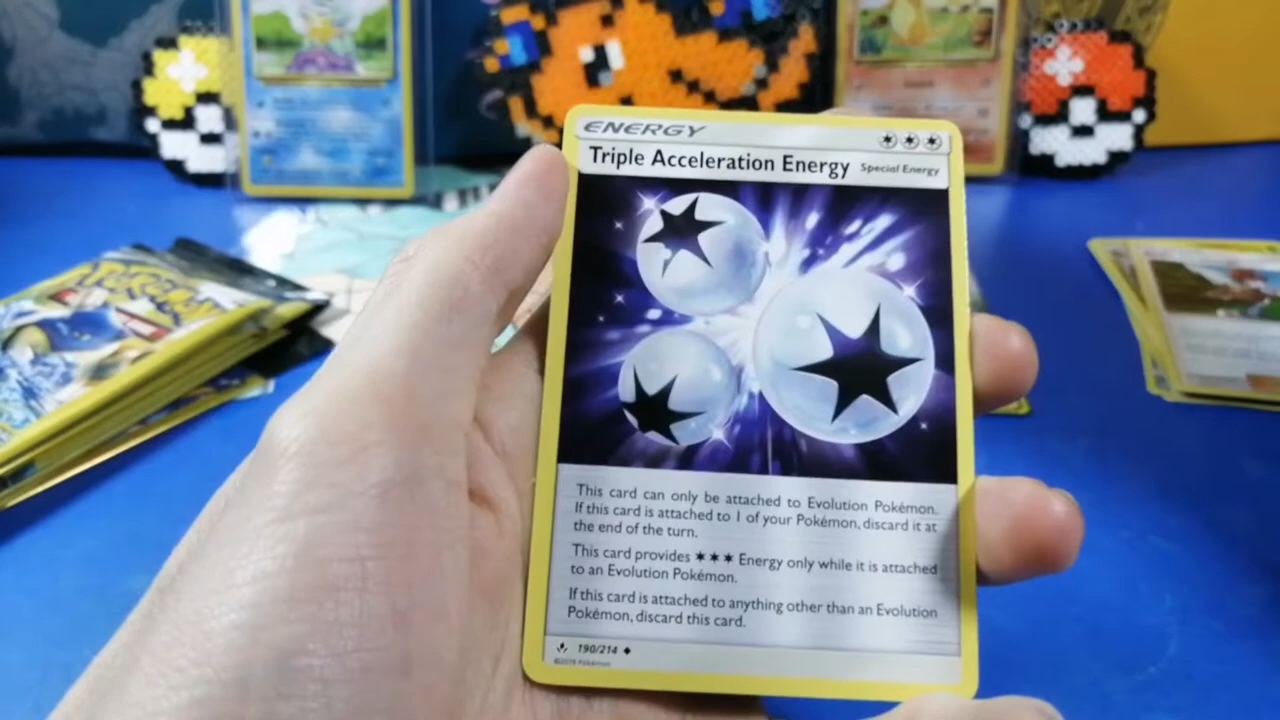 ENERGY
Triple Acceleration Energy Special Energy
This card can only be attached to Evolution Pokémon.
If this card is attached to 1 of your Pokémon, discard it at
the end of the turn.
This card provides ✶✶✶ Energy only while it is attached
to an Evolution Pokémon.
If this card is attached to anything other than an Evolution
Pokémon, discard this card.
190/214 ◆
©2019 Pokémon
POKÉMON